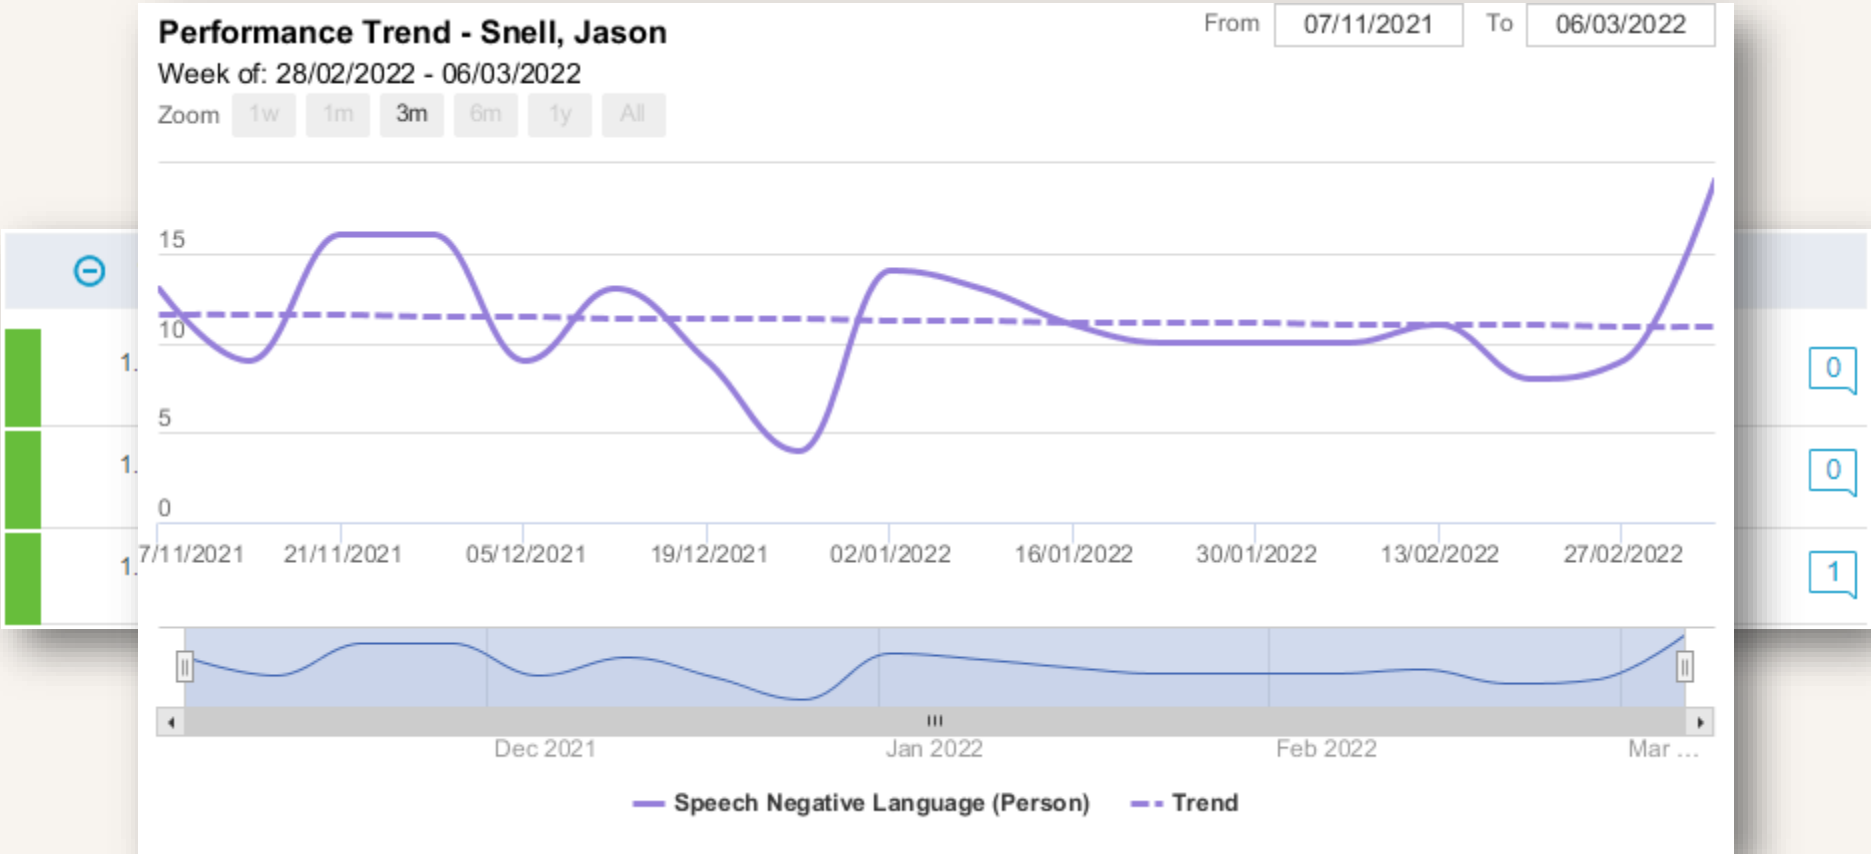 Performance Trend - Snell, Jason
From 07/11/2021 To 06/03/2022
Week of: 28/02/2022 - 06/03/2022
Zoom 1w 1m 3m 6m 1y All
15
10
5
0
7/11/2021 21/11/2021 05/12/2021 19/12/2021 02/01/2022 16/01/2022 30/01/2022 13/02/2022 27/02/2022
1. 0
1. 0
1. 1
Dec 2021 Jan 2022 Feb 2022 Mar ...
Speech Negative Language (Person) Trend